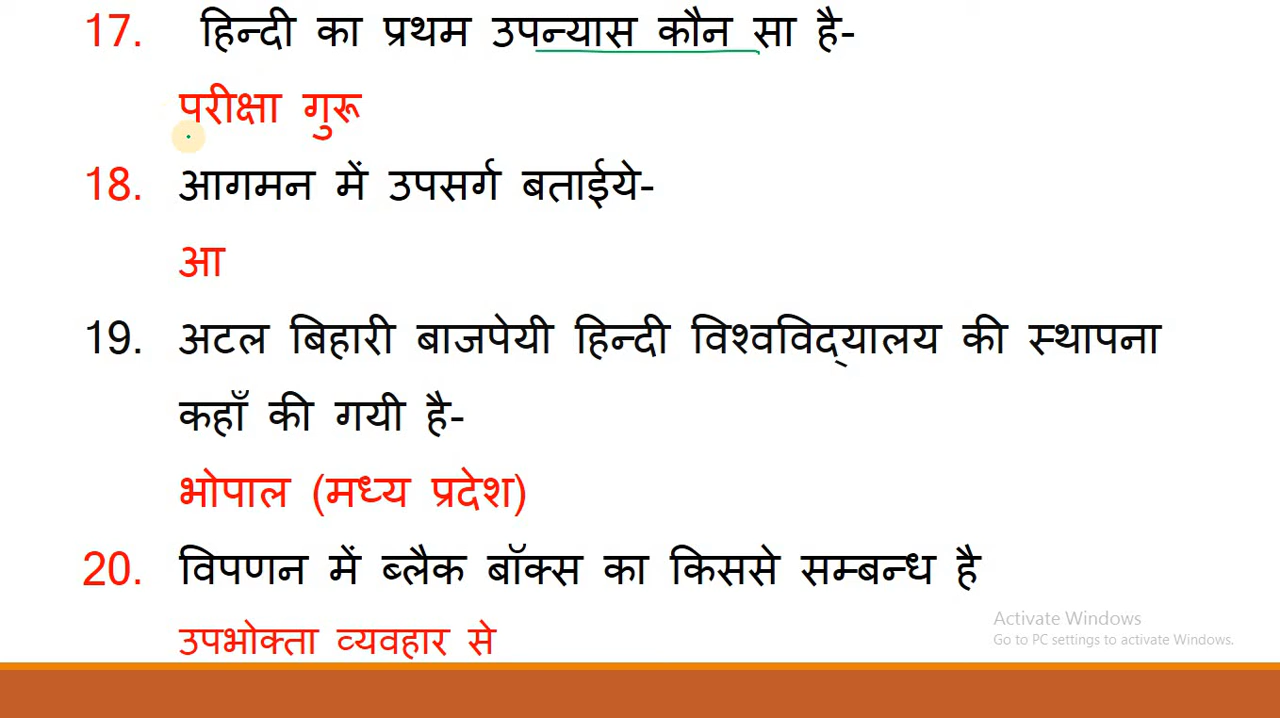 17. हिन्दी का प्रथम उपन्यास कौन सा है-
परीक्षा गुरू
18. आगमन में उपसर्ग बताईये-
आ
19. अटल बिहारी बाजपेयी हिन्दी विश्वविद्‌यालय की स्थापना
कहाँ की गयी है-
भोपाल (मध्य प्रदेश)
20. विपणन में ब्लैक बॉक्स का किससे सम्बन्ध है
उपभोक्ता व्यवहार से
Activate Windows
Go to PC settings to activate Windows.